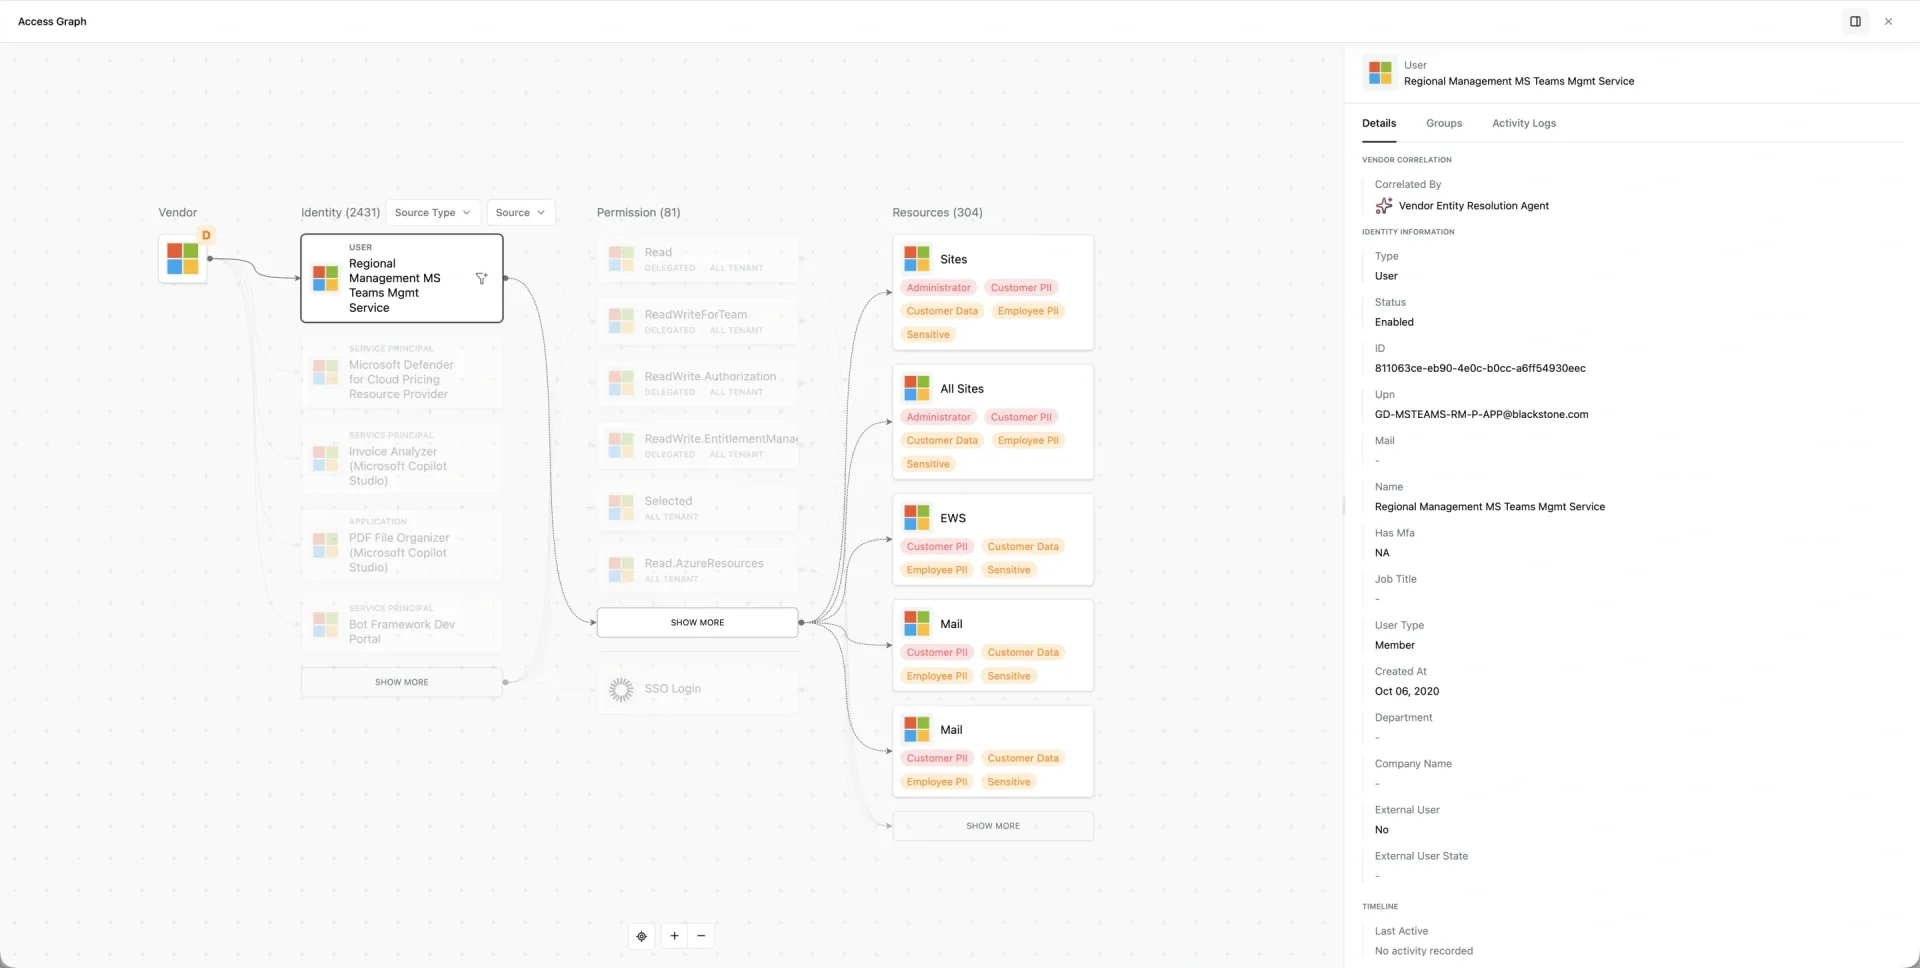 Access Graph
Vendor
D
Identity (2431)
Source Type
Source
USER
Regional
Management MS
Teams Mgmt
Service
SERVICE PRINCIPAL
Microsoft Defender
for Cloud Pricing
Resource Provider
SERVICE PRINCIPAL
Invoice Analyzer
(Microsoft Copilot
Studio)
APPLICATION
PDF File Organizer
(Microsoft Copilot
Studio)
SERVICE PRINCIPAL
Bot Framework Dev
Portal
SHOW MORE
Permission (81)
Read
DELEGATED ALL TENANT
ReadWriteForTeam
DELEGATED ALL TENANT
ReadWrite.Authorization
DELEGATED ALL TENANT
ReadWrite.EntitlementManag
DELEGATED ALL TENANT
Selected
ALL TENANT
Read.AzureResources
ALL TENANT
SHOW MORE
SSO Login
Resources (304)
Sites
Administrator Customer PII
Customer Data Employee PII
Sensitive
All Sites
Administrator Customer PII
Customer Data Employee PII
Sensitive
EWS
Customer PII Customer Data
Employee PII Sensitive
Mail
Customer PII Customer Data
Employee PII Sensitive
Mail
Customer PII Customer Data
Employee PII Sensitive
SHOW MORE
User
Regional Management MS Teams Mgmt Service
Details Groups Activity Logs
VENDOR CORRELATION
Correlated By
Vendor Entity Resolution Agent
IDENTITY INFORMATION
Type
User
Status
Enabled
ID
811063ce-eb90-4e0c-b0cc-a6ff54930eec
Upn
GD-MSTEAMS-RM-P-APP@blackstone.com
Mail
-
Name
Regional Management MS Teams Mgmt Service
Has Mfa
NA
Job Title
-
User Type
Member
Created At
Oct 06, 2020
Department
-
Company Name
-
External User
No
External User State
-
TIMELINE
Last Active
No activity recorded